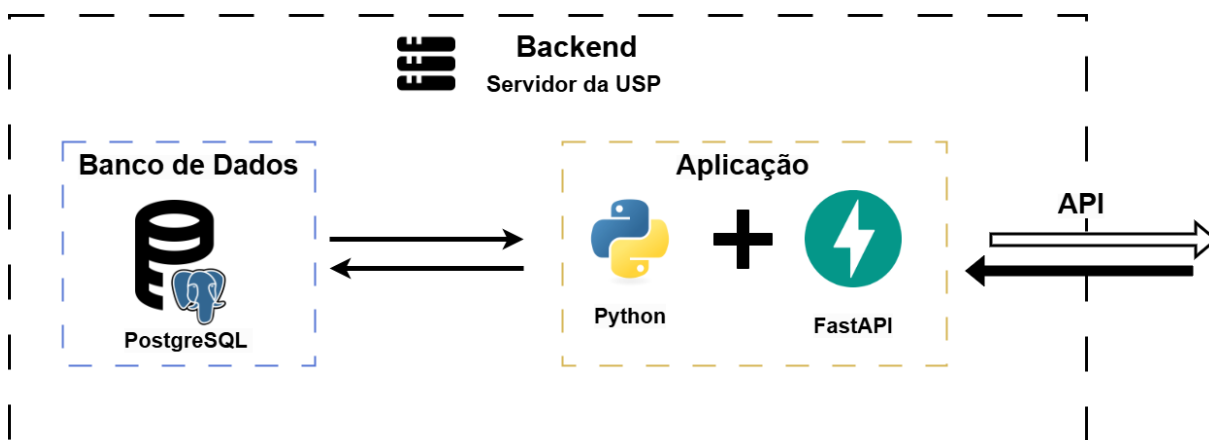 Backend
Servidor da USP
Banco de Dados
Aplicação
API
Python
FastAPI
PostgreSQL